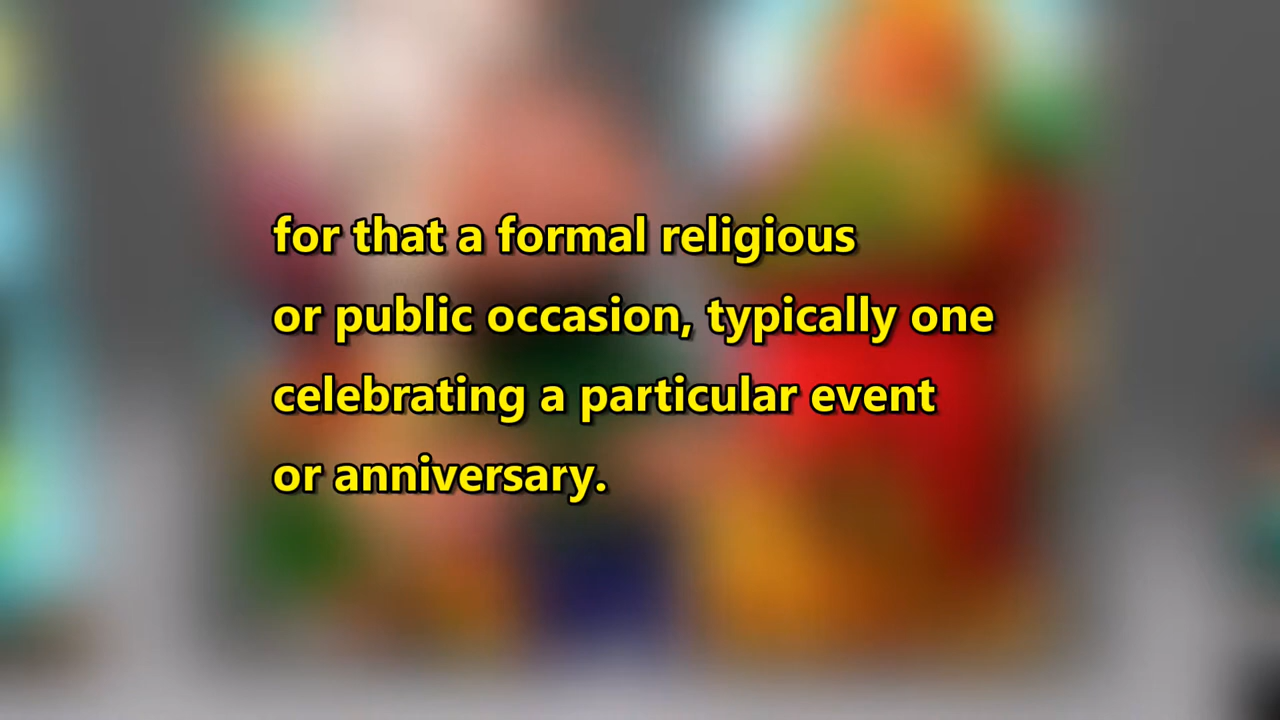 for that a formal religious
or public occasion, typically one
celebrating a particular event
or anniversary.